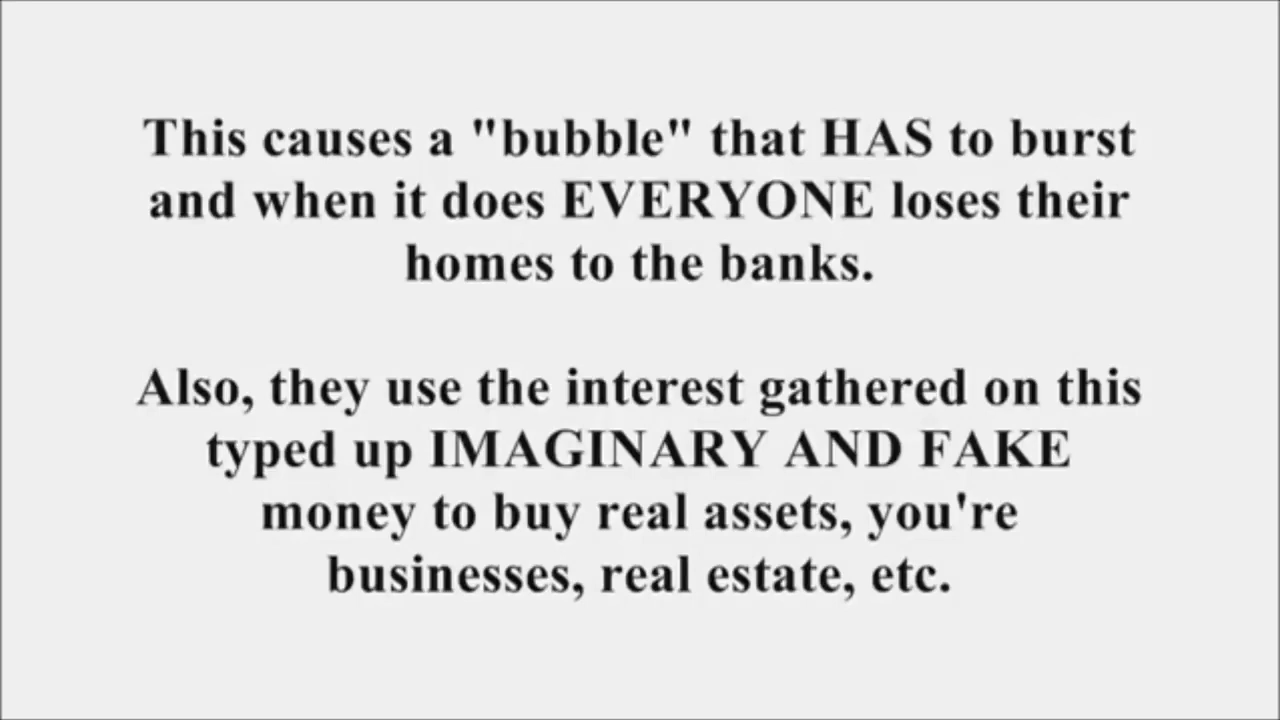 This causes a "bubble" that HAS to burst
and when it does EVERYONE loses their
homes to the banks.
Also, they use the interest gathered on this
typed up IMAGINARY AND FAKE
money to buy real assets, you're
businesses, real estate, etc.